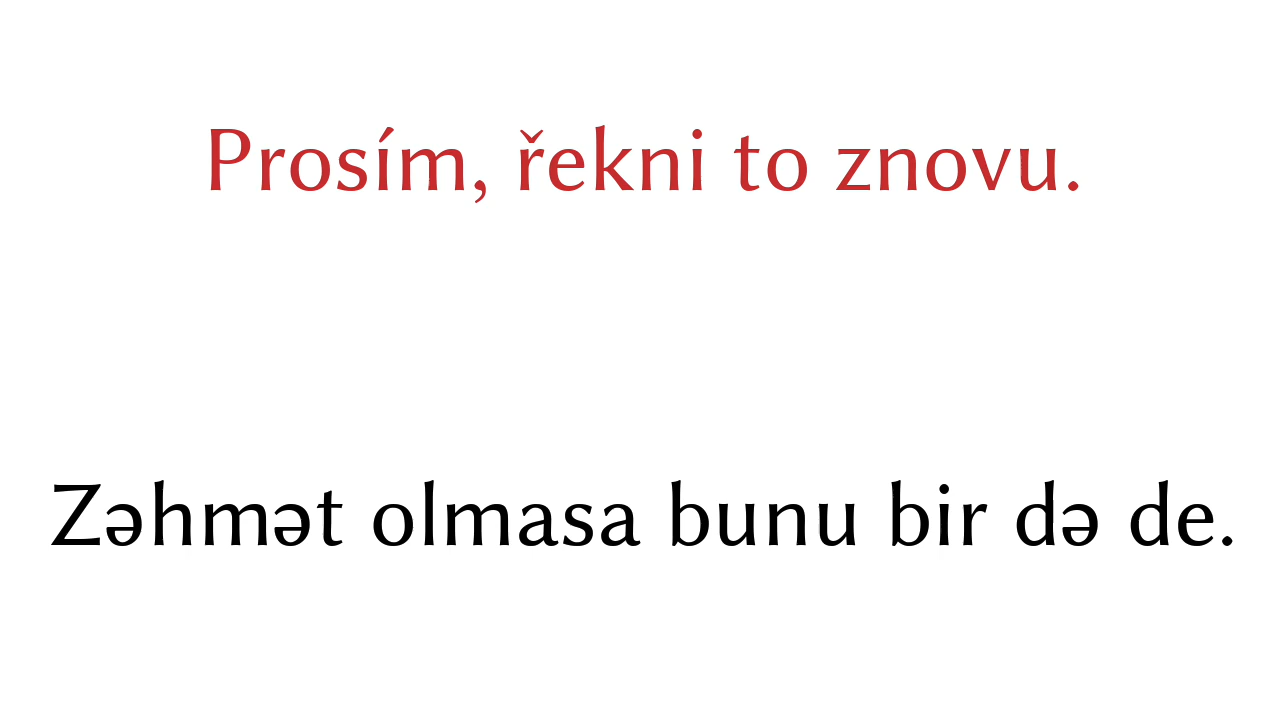 Prosím, řekni to znovu.
Zəhmət olmasa bunu bir də de.